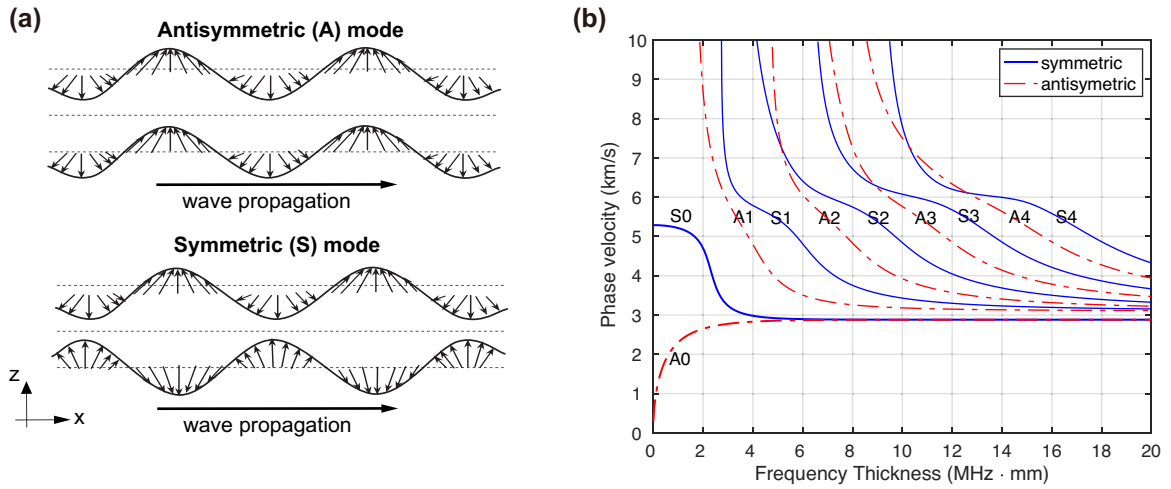 (a)
Antisymmetric (A) mode
wave propagation
Symmetric (S) mode
z
x
wave propagation
(b)
10
9
8
7
6
5
4
3
2
1
0
Phase velocity (km/s)
symmetric
antisymetric
S0
A1
S1
A2
S2
A3
S3
A4
S4
A0
0 2 4 6 8 10 12 14 16 18 20
Frequency Thickness (MHz · mm)